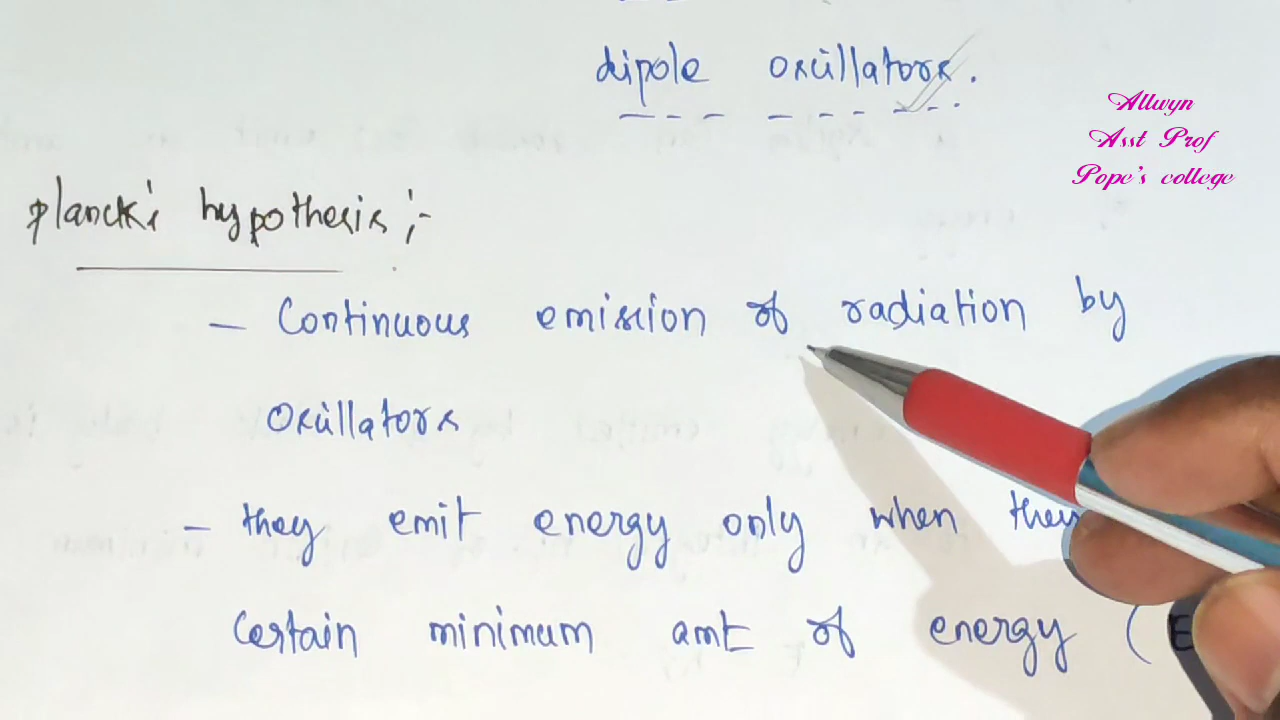 dipole oscillators.
Allwyn
Asst Prof
Pope's college
planck's hypothesis ;-
- Continuous emission of radiation by
oscillators
- they emit energy only when they
certain minimum amt of energy (E